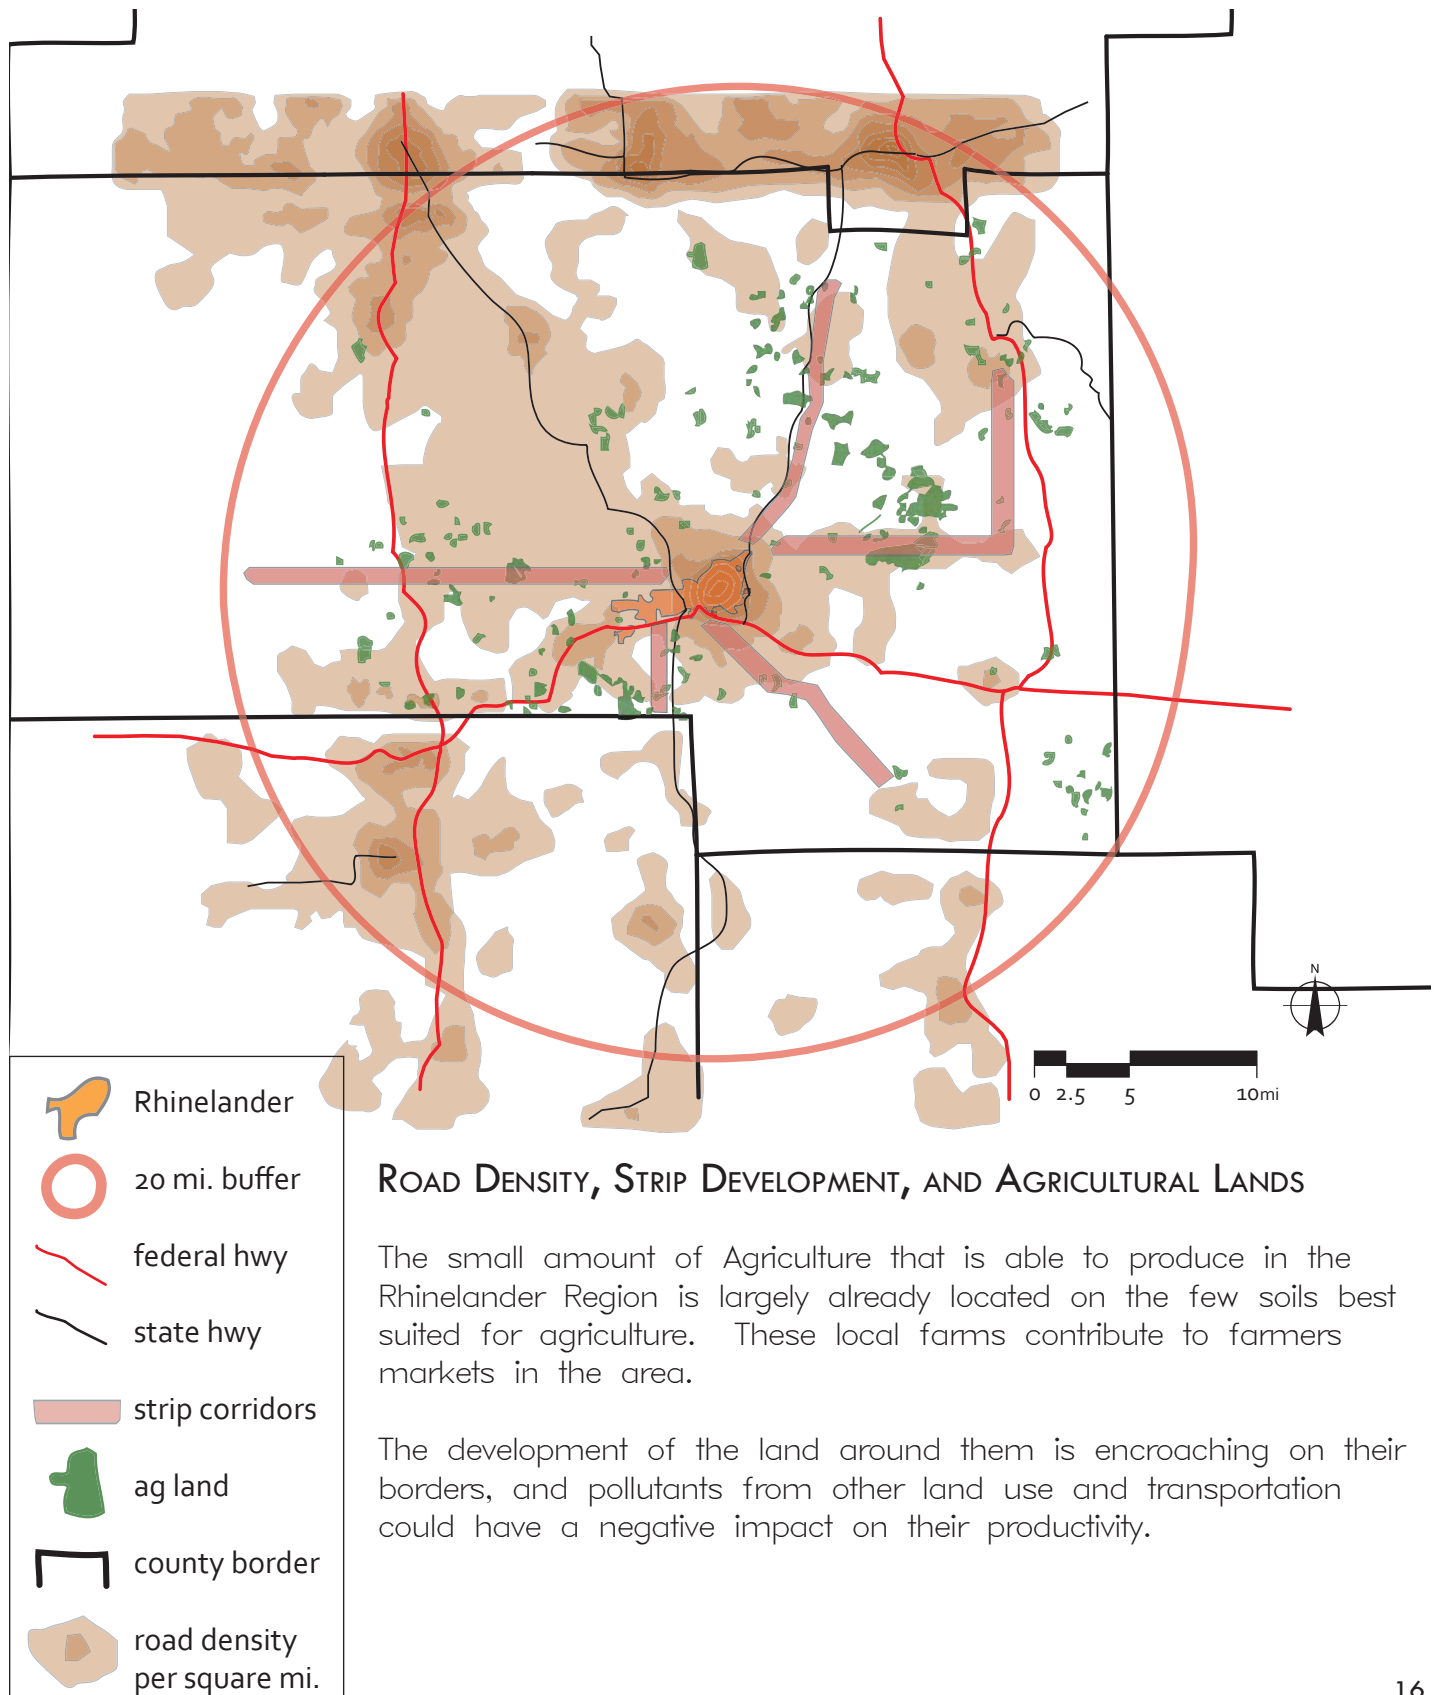 N
0 2.5 5 10mi
Rhinelander
20 mi. buffer
federal hwy
state hwy
strip corridors
ag land
county border
road density
per square mi.
Road Density, Strip Development, and Agricultural Lands
The small amount of Agriculture that is able to produce in the
Rhinelander Region is largely already located on the few soils best
suited for agriculture. These local farms contribute to farmers
markets in the area.
The development of the land around them is encroaching on their
borders, and pollutants from other land use and transportation
could have a negative impact on their productivity.
16